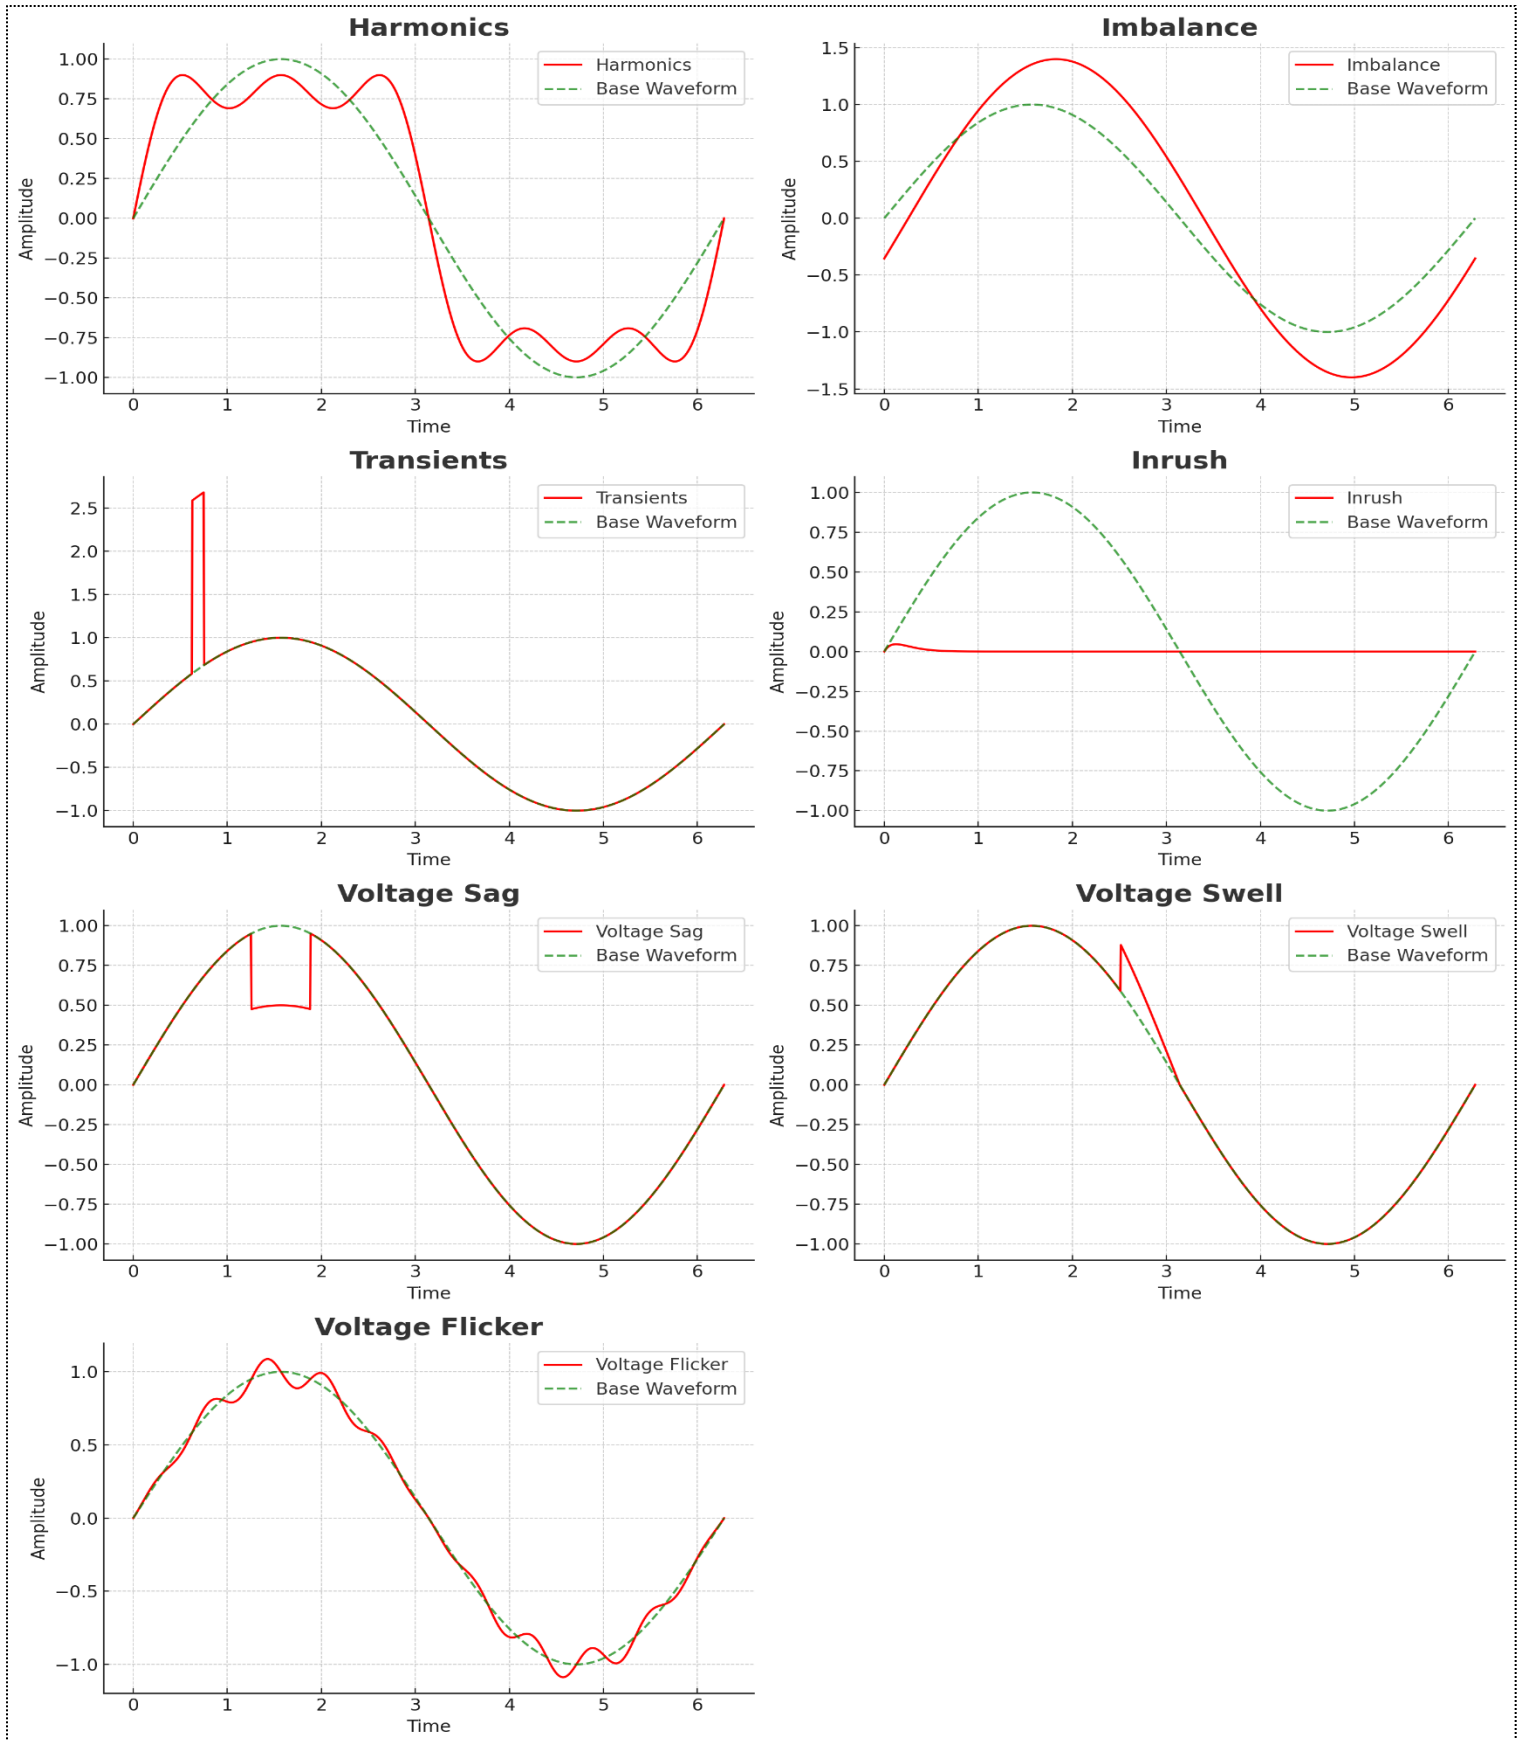 Harmonics
Harmonics
Base Waveform
Amplitude
1.00
0.75
0.50
0.25
0.00
−0.25
−0.50
−0.75
−1.00
0 1 2 3 4 5 6
Time
Imbalance
Imbalance
Base Waveform
Amplitude
1.5
1.0
0.5
0.0
−0.5
−1.0
−1.5
0 1 2 3 4 5 6
Time
Transients
Transients
Base Waveform
Amplitude
2.5
2.0
1.5
1.0
0.5
0.0
−0.5
−1.0
0 1 2 3 4 5 6
Time
Inrush
Inrush
Base Waveform
Amplitude
1.00
0.75
0.50
0.25
0.00
−0.25
−0.50
−0.75
−1.00
0 1 2 3 4 5 6
Time
Voltage Sag
Voltage Sag
Base Waveform
Amplitude
1.00
0.75
0.50
0.25
0.00
−0.25
−0.50
−0.75
−1.00
0 1 2 3 4 5 6
Time
Voltage Swell
Voltage Swell
Base Waveform
Amplitude
1.00
0.75
0.50
0.25
0.00
−0.25
−0.50
−0.75
−1.00
0 1 2 3 4 5 6
Time
Voltage Flicker
Voltage Flicker
Base Waveform
Amplitude
1.0
0.5
0.0
−0.5
−1.0
0 1 2 3 4 5 6
Time